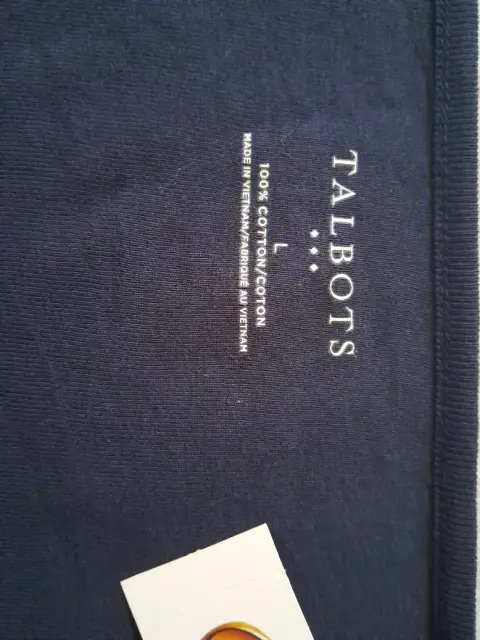 TALBOTS
L
100% COTTON/COTON
MADE IN VIETNAM/FABRIQUÉ AU VIETNAM